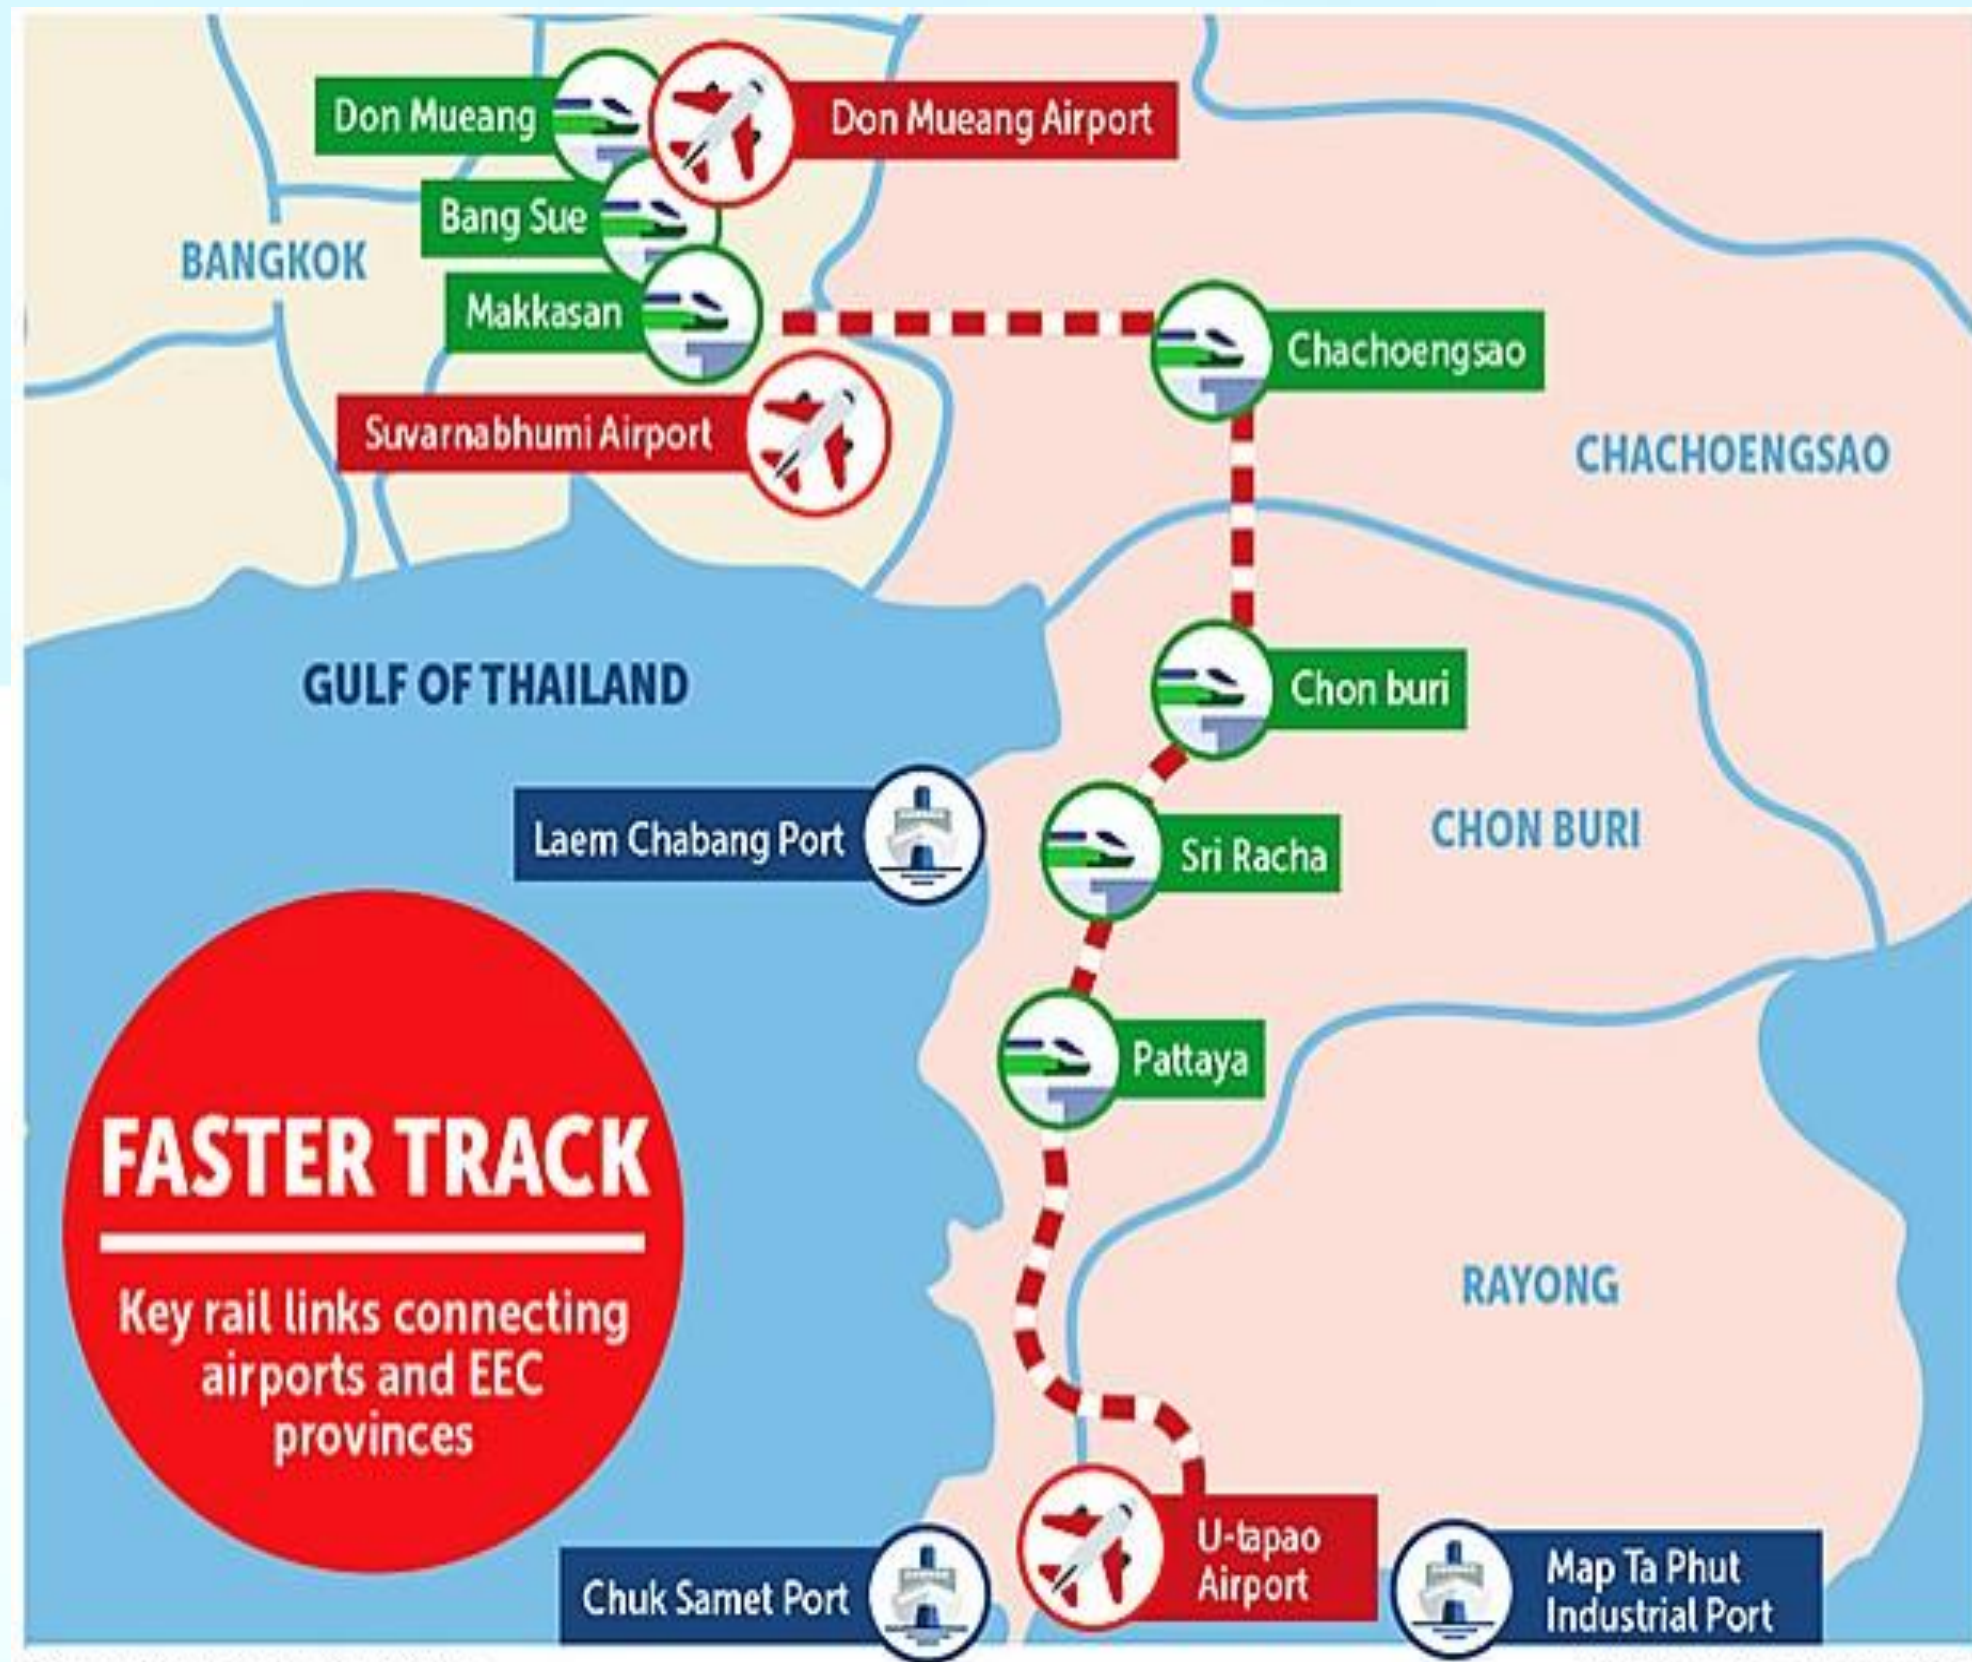 Don Mueang
Don Mueang Airport
Bang Sue
BANGKOK
Makkasan
Chachoengsao
Suvarnabhumi Airport
CHACHOENGSAO
GULF OF THAILAND
Chon buri
Laem Chabang Port
CHON BURI
Sri Racha
Pattaya
FASTER TRACK
Key rail links connecting
airports and EEC
provinces
RAYONG
U-tapao
Airport
Chuk Samet Port
Map Ta Phut
Industrial Port